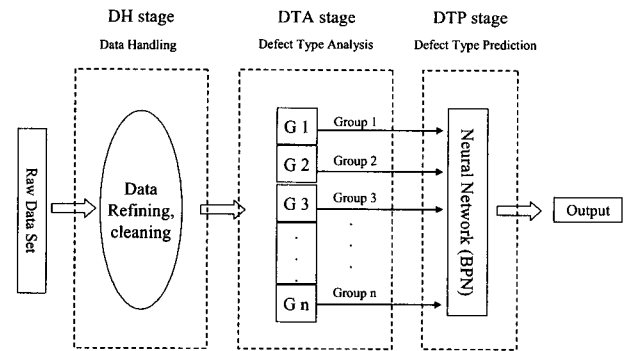 DH stage
DTA stage
DTP stage
Data Handling
Defect Type Analysis
Defect Type Prediction
Raw Data Set
Data
Refining,
cleaning
G 1
G 2
G 3
.
.
.
G n
Group 1
Group 2
Group 3
.
.
.
Group n
Neural Network (BPN)
Output